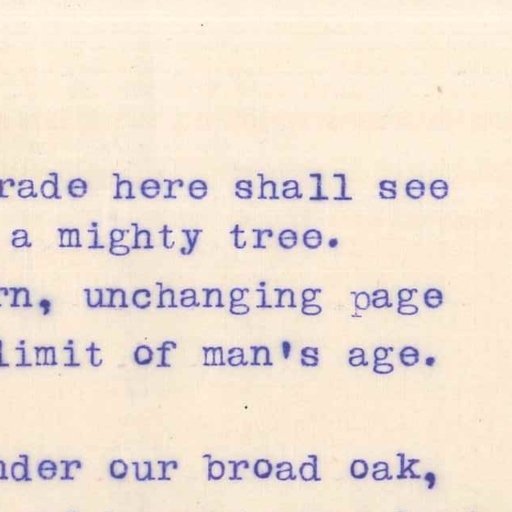 rade here shall see
a mighty tree.
rn, unchanging page
limit of man's age.
nder our broad oak,